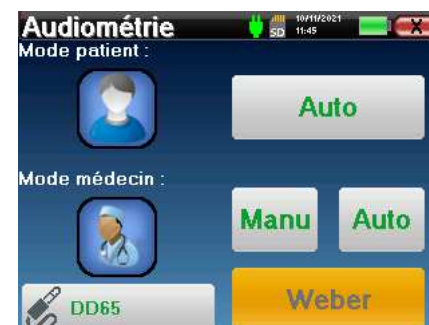 Audiométrie
SD
10/11/2021
11:45
X
Mode patient :
Auto
Mode médecin :
Manu
Auto
DD65
Weber